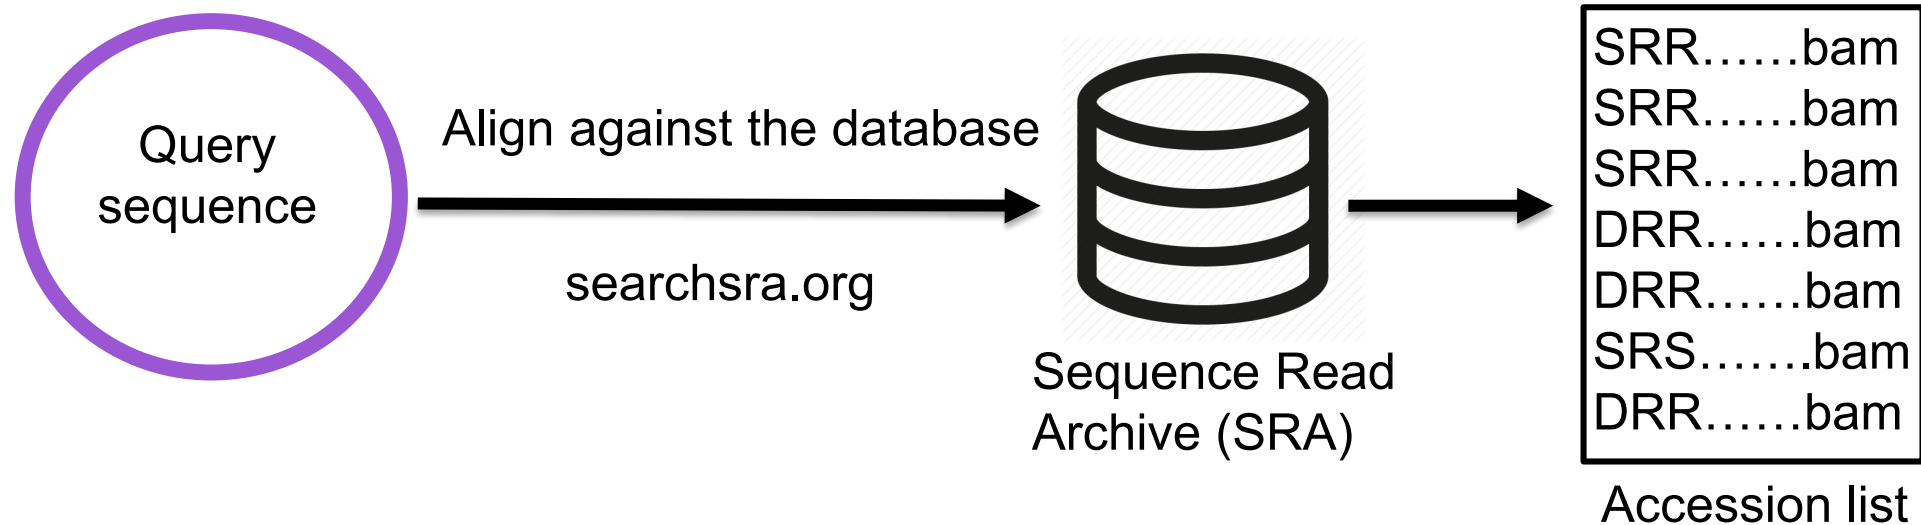 Query
sequence
Align against the database
searchsra.org
Sequence Read
Archive (SRA)
SRR......bam
SRR......bam
SRR......bam
DRR......bam
DRR......bam
SRS.......bam
DRR......bam
Accession list